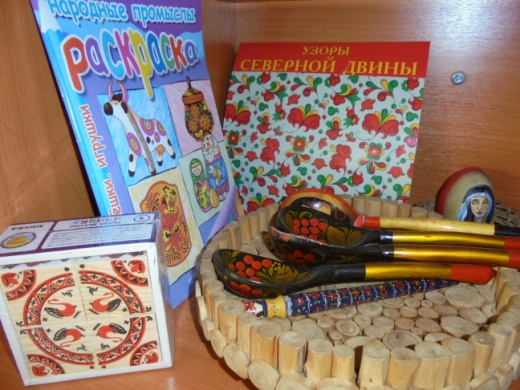 НАРОДНЫЕ ПРОМЫСЛЫ
РАСКРАСКА
ИГРУШКИ
УЗОРЫ
СЕВЕРНОЙ ДВИНЫ